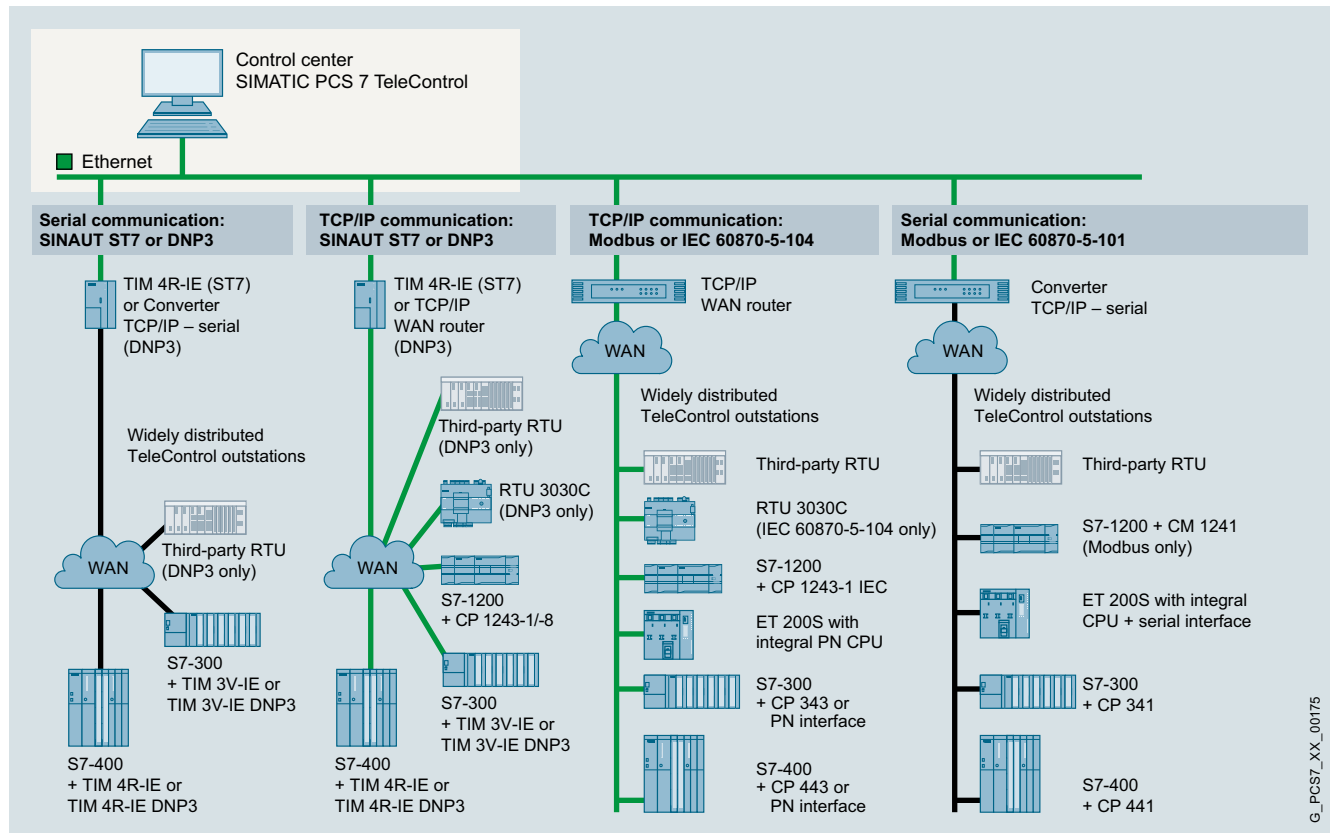 Control center
SIMATIC PCS 7 TeleControl
Ethernet
Serial communication:
SINAUT ST7 or DNP3
TIM 4R-IE (ST7)
or Converter
TCP/IP – serial
(DNP3)
Widely distributed
TeleControl outstations
Third-party RTU
(DNP3 only)
WAN
S7-300
+ TIM 3V-IE or
TIM 3V-IE DNP3
S7-400
+ TIM 4R-IE or
TIM 4R-IE DNP3
TCP/IP communication:
SINAUT ST7 or DNP3
TIM 4R-IE (ST7)
or TCP/IP
WAN router
(DNP3)
Third-party RTU
(DNP3 only)
RTU 3030C
(DNP3 only)
WAN
S7-1200
+ CP 1243-1/-8
S7-300
+ TIM 3V-IE or
TIM 3V-IE DNP3
S7-400
+ TIM 4R-IE or
TIM 4R-IE DNP3
TCP/IP communication:
Modbus or IEC 60870-5-104
TCP/IP
WAN router
WAN
Widely distributed
TeleControl outstations
Third-party RTU
RTU 3030C
(IEC 60870-5-104 only)
S7-1200
+ CP 1243-1 IEC
ET 200S with
integral PN CPU
S7-300
+ CP 343 or
PN interface
S7-400
+ CP 443 or
PN interface
Serial communication:
Modbus or IEC 60870-5-101
Converter
TCP/IP – serial
WAN
Widely distributed
TeleControl outstations
Third-party RTU
S7-1200 + CM 1241
(Modbus only)
ET 200S with integral
CPU + serial interface
S7-300
+ CP 341
S7-400
+ CP 441
G_PCS7_XX_00175